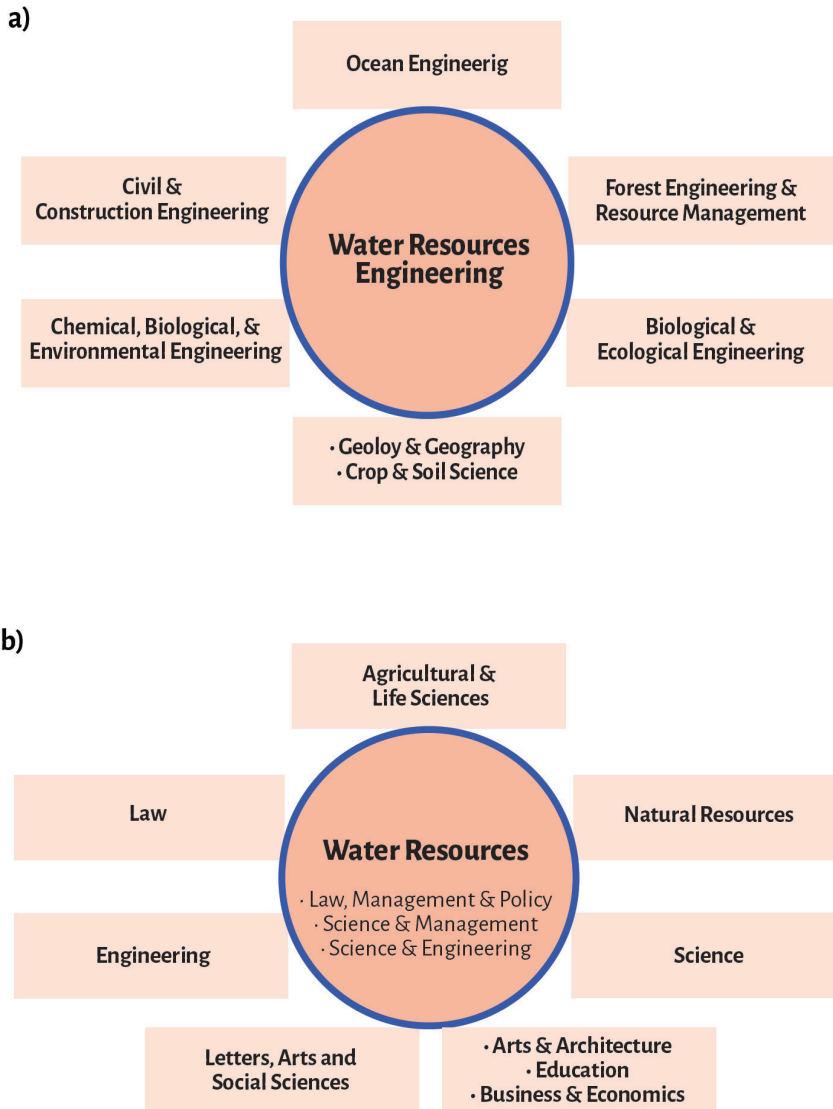 a)
Ocean Engineerig
Civil &
Construction Engineering
Forest Engineering &
Resource Management
Water Resources
Engineering
Chemical, Biological, &
Environmental Engineering
Biological &
Ecological Engineering
· Geoloy & Geography
· Crop & Soil Science
b)
Agricultural &
Life Sciences
Law
Natural Resources
Water Resources
· Law, Management & Policy
· Science & Management
· Science & Engineering
Engineering
Science
Letters, Arts and
Social Sciences
· Arts & Architecture
· Education
· Business & Economics